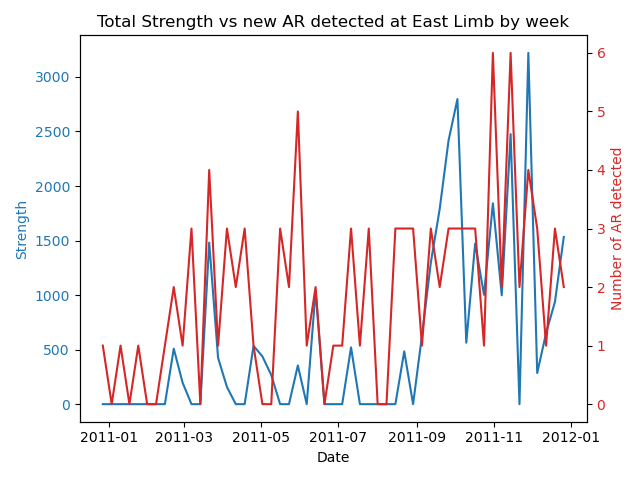 Total Strength vs new AR detected at East Limb by week
3000
2500
2000
1500
1000
500
0
Strength
6
5
4
3
2
1
0
Number of AR detected
2011-01 2011-03 2011-05 2011-07 2011-09 2011-11 2012-01
Date